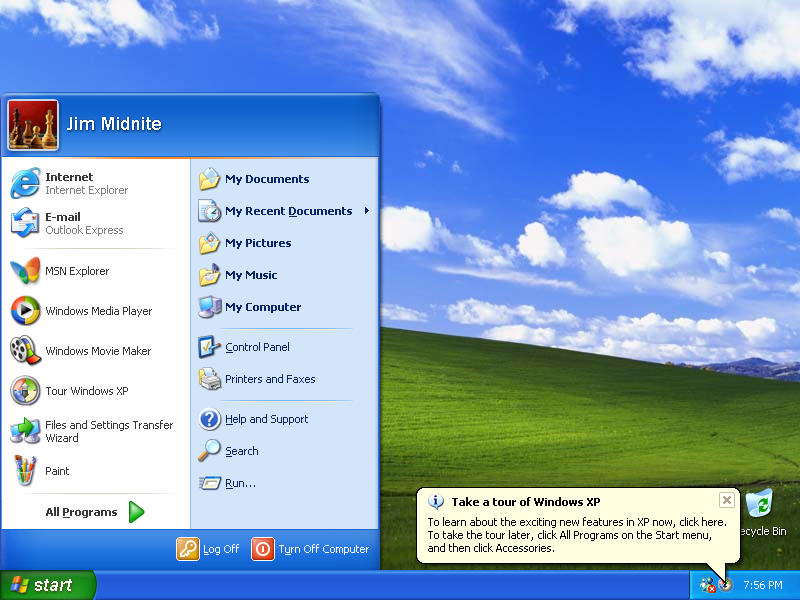 Jim Midnite
Internet
Internet Explorer
E-mail
Outlook Express
MSN Explorer
Windows Media Player
Windows Movie Maker
Tour Windows XP
Files and Settings Transfer
Wizard
Paint
All Programs
My Documents
My Recent Documents
My Pictures
My Music
My Computer
Control Panel
Printers and Faxes
Help and Support
Search
Run...
Log Off
Turn Off Computer
Take a tour of Windows XP
To learn about the exciting new features in XP now, click here.
To take the tour later, click All Programs on the Start menu,
and then click Accessories.
ecycle Bin
start
7:56 PM